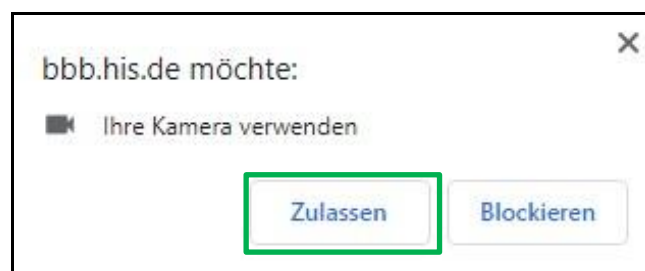 bbb.his.de möchte:
Ihre Kamera verwenden
Zulassen
Blockieren